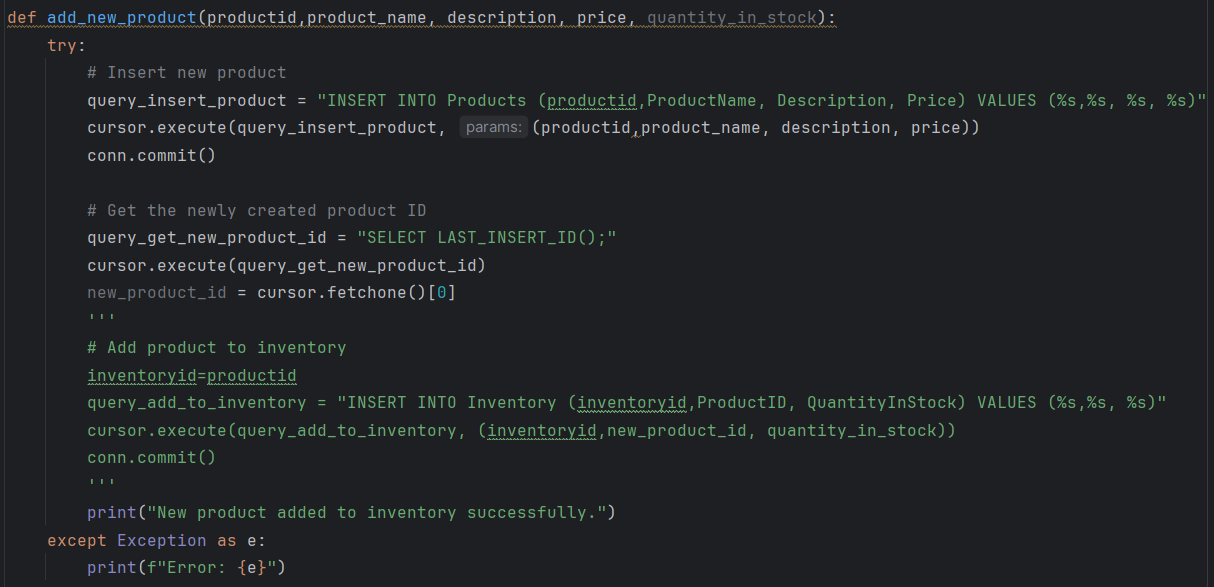 def add_new_product(productid,product_name, description, price, quantity_in_stock):
    try:
        # Insert new product
        query_insert_product = "INSERT INTO Products (productid,ProductName, Description, Price) VALUES (%s,%s, %s, %s)"
        cursor.execute(query_insert_product, params: (productid,product_name, description, price))
        conn.commit()

        # Get the newly created product ID
        query_get_new_product_id = "SELECT LAST_INSERT_ID();"
        cursor.execute(query_get_new_product_id)
        new_product_id = cursor.fetchone()[0]
        '''
        # Add product to inventory
        inventoryid=productid
        query_add_to_inventory = "INSERT INTO Inventory (inventoryid,ProductID, QuantityInStock) VALUES (%s,%s, %s)"
        cursor.execute(query_add_to_inventory, (inventoryid,new_product_id, quantity_in_stock))
        conn.commit()
        '''
        print("New product added to inventory successfully.")
    except Exception as e:
        print(f"Error: {e}")